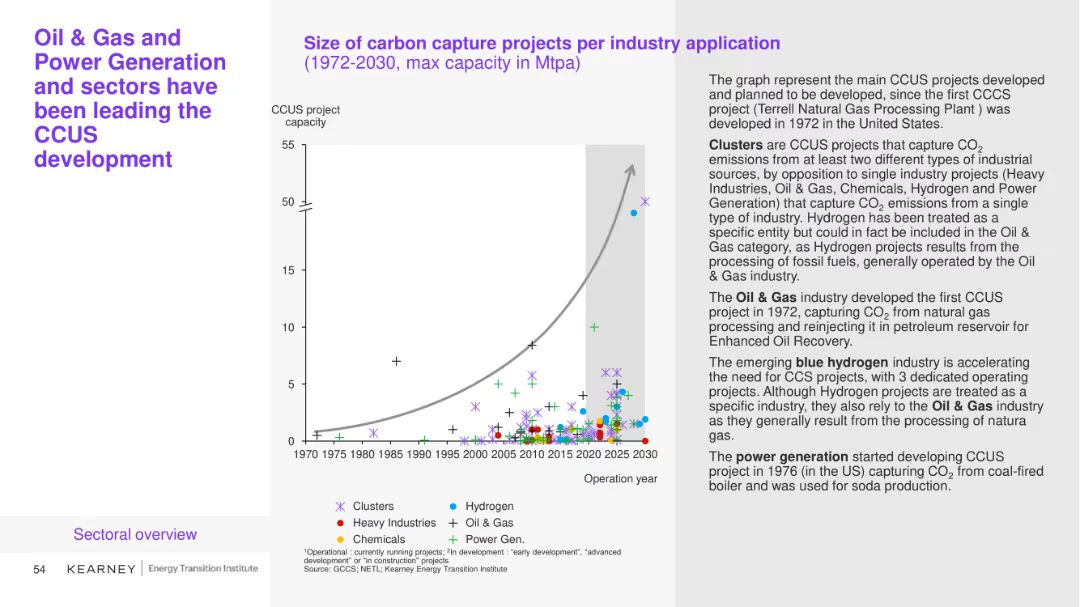 Oil & Gas and
Power Generation
and sectors have
been leading the
CCUS
development
Sectoral overview
54 KEARNEY Energy Transition Institute
Size of carbon capture projects per industry application
(1972-2030, max capacity in Mtpa)
CCUS project
capacity
55
50
15
10
5
0
1970 1975 1980 1985 1990 1995 2000 2005 2010 2015 2020 2025 2030
Operation year
Clusters
Hydrogen
Heavy Industries
Oil & Gas
Chemicals
Power Gen.
¹Operational : currently running projects; ²In development : “early development”, “advanced
development” or “in construction” projects
Source: GCCS; NETL; Kearney Energy Transition Institute
The graph represent the main CCUS projects developed
and planned to be developed, since the first CCCS
project (Terrell Natural Gas Processing Plant ) was
developed in 1972 in the United States.
Clusters are CCUS projects that capture CO₂
emissions from at least two different types of industrial
sources, by opposition to single industry projects (Heavy
Industries, Oil & Gas, Chemicals, Hydrogen and Power
Generation) that capture CO₂ emissions from a single
type of industry. Hydrogen has been treated as a
specific entity but could in fact be included in the Oil &
Gas category, as Hydrogen projects results from the
processing of fossil fuels, generally operated by the Oil
& Gas industry.
The Oil & Gas industry developed the first CCUS
project in 1972, capturing CO₂ from natural gas
processing and reinjecting it in petroleum reservoir for
Enhanced Oil Recovery.
The emerging blue hydrogen industry is accelerating
the need for CCS projects, with 3 dedicated operating
projects. Although Hydrogen projects are treated as a
specific industry, they also rely to the Oil & Gas industry
as they generally result from the processing of natura
gas.
The power generation started developing CCUS
project in 1976 (in the US) capturing CO₂ from coal-fired
boiler and was used for soda production.